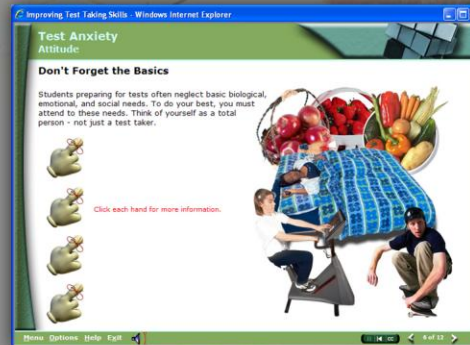 Improving Test Taking Skills - Windows Internet Explorer
Test Anxiety
Attitude
Don't Forget the Basics
Students preparing for tests often neglect basic biological,
emotional, and social needs. To do your best, you must
attend to these needs. Think of yourself as a total
person - not just a test taker.
Click each hand for more information.
Menu Options Help Exit
CC
6 of 12